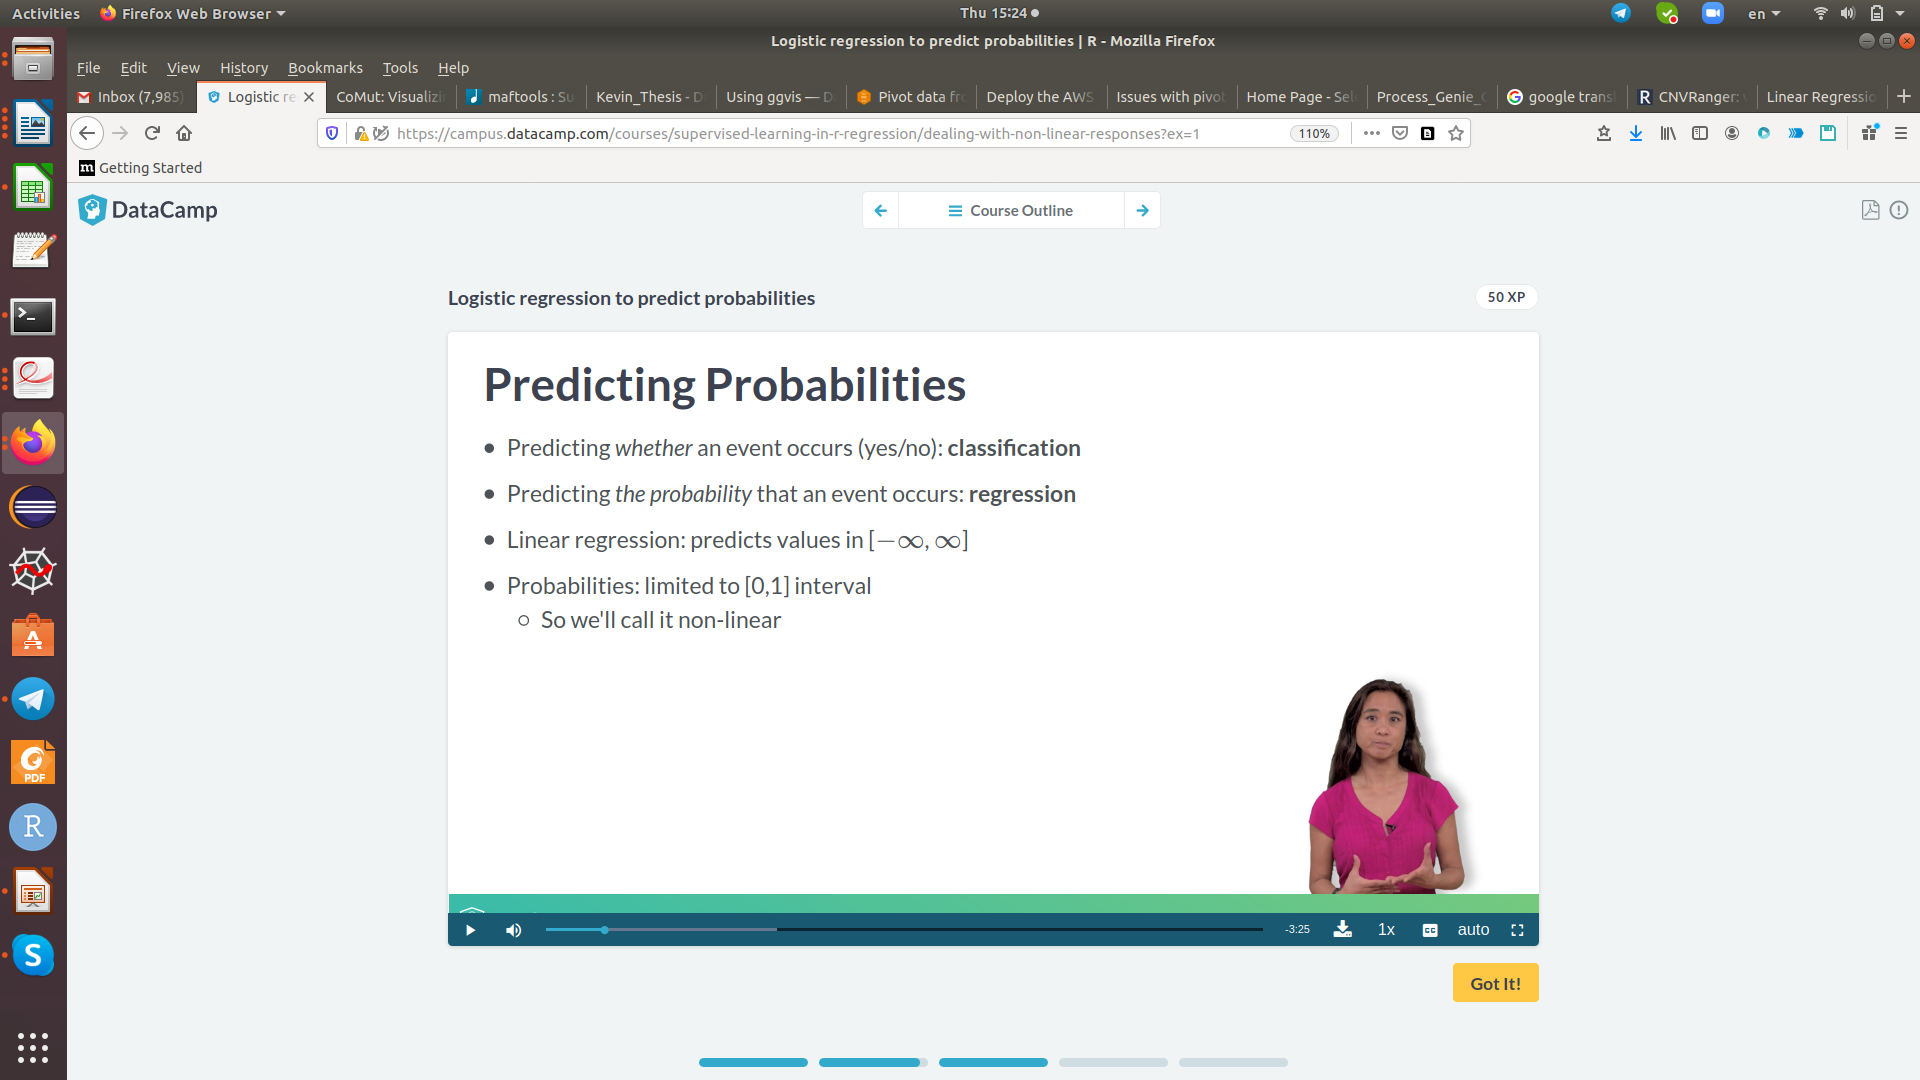 Activities
Firefox Web Browser
Thu 15:24
en
Logistic regression to predict probabilities | R - Mozilla Firefox
File Edit View History Bookmarks Tools Help
Inbox (7,985)
Logistic re
CoMut: Visualizi
maftools : Su
Kevin_Thesis - D
Using ggvis — D
Pivot data fro
Deploy the AWS
Issues with pivot
Home Page - Sele
Process_Genie_
google trans
CNVRanger:
Linear Regressio
https://campus.datacamp.com/courses/supervised-learning-in-r-regression/dealing-with-non-linear-responses?ex=1
110%
m Getting Started
DataCamp
Course Outline
Logistic regression to predict probabilities
50 XP
Predicting Probabilities
Predicting whether an event occurs (yes/no): classification
Predicting the probability that an event occurs: regression
Linear regression: predicts values in [−∞, ∞]
Probabilities: limited to [0,1] interval
So we'll call it non-linear
-3:25
1x
CC
auto
Got It!
PDF
R
S